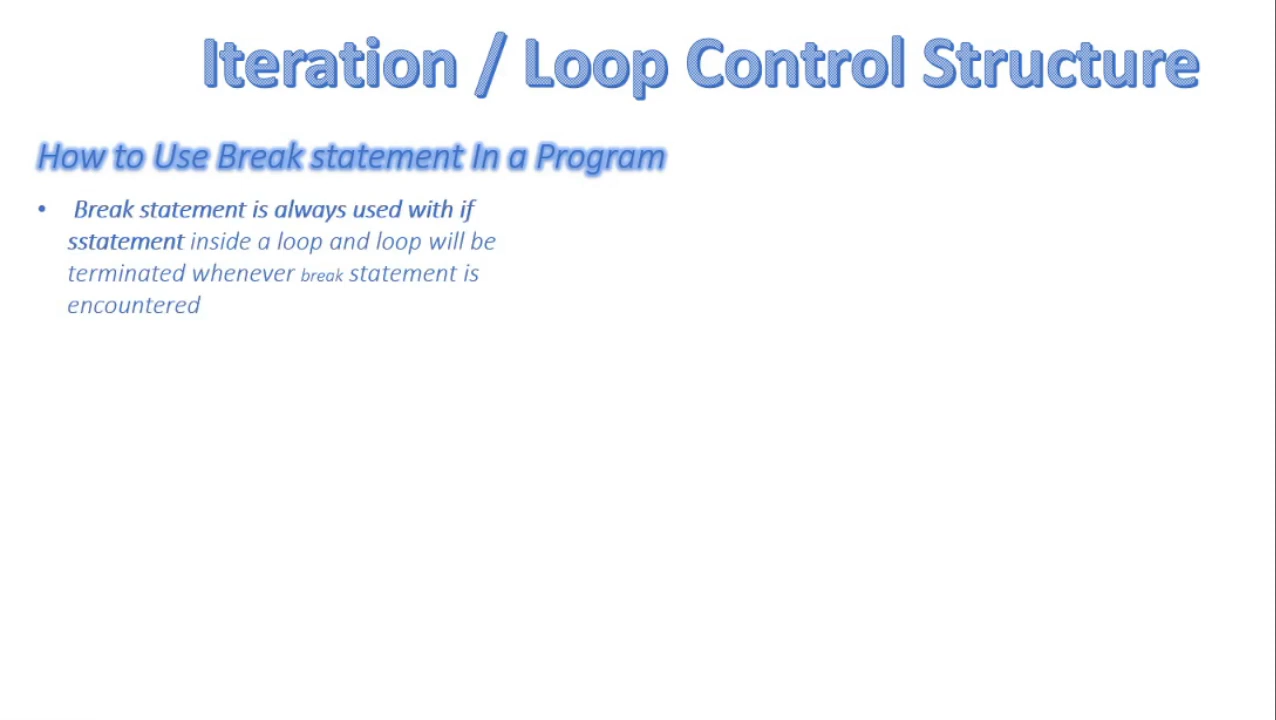 Iteration / Loop Control Structure
How to Use Break statement In a Program
• Break statement is always used with if
sstatement inside a loop and loop will be
terminated whenever break statement is
encountered